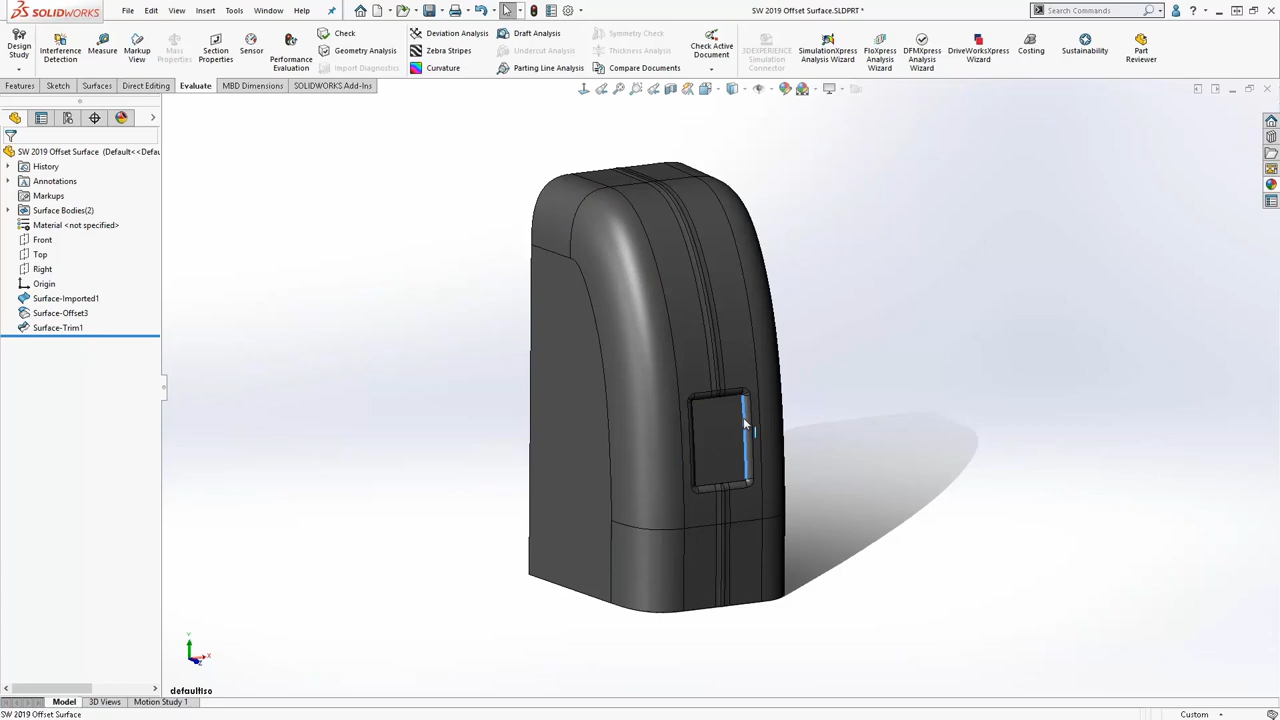 SOLIDWORKS File Edit View Insert Tools Window Help SW 2019 Offset Surface.SLDPRT * Search Commands
Design Study
Interference Detection
Measure
Markup View
Mass Properties
Section Properties
Sensor
Performance Evaluation
Check
Geometry Analysis
Import Diagnostics
Deviation Analysis
Zebra Stripes
Curvature
Draft Analysis
Undercut Analysis
Parting Line Analysis
Symmetry Check
Thickness Analysis
Compare Documents
Check Active Document
3DEXPERIENCE Simulation Connector
SimulationXpress Analysis Wizard
FloXpress Analysis Wizard
DFMXpress Analysis Wizard
DriveWorksXpress Wizard
Costing
Sustainability
Part Reviewer
Features Sketch Surfaces Direct Editing Evaluate MBD Dimensions SOLIDWORKS Add-Ins
SW 2019 Offset Surface (Default<<Defau
History
Annotations
Markups
Surface Bodies(2)
Material <not specified>
Front
Top
Right
Origin
Surface-Imported1
Surface-Offset3
Surface-Trim1
Y
X
Z
defaultIso
Model 3D Views Motion Study 1
SW 2019 Offset Surface Custom